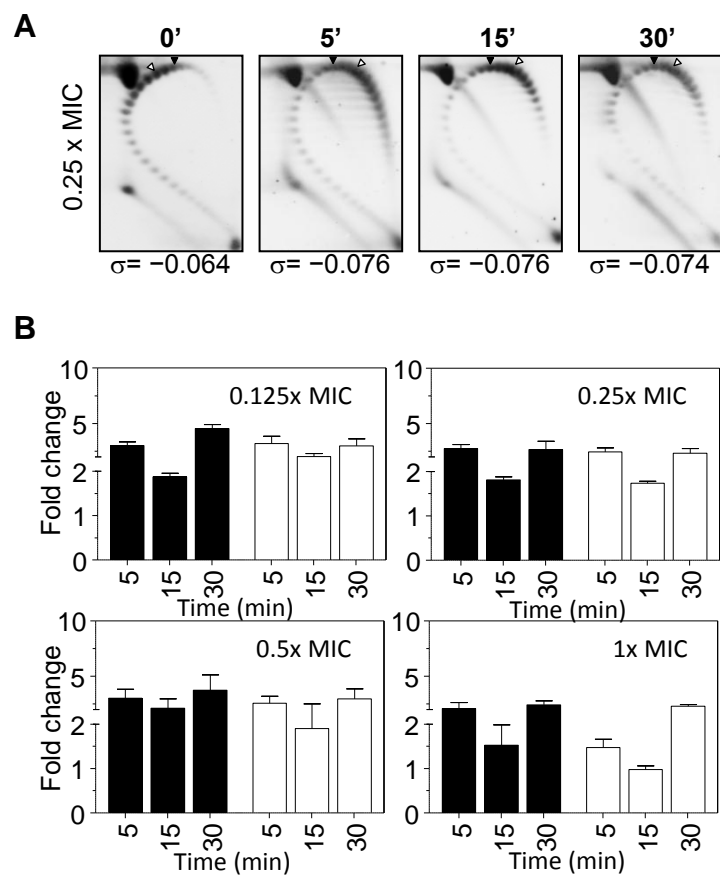 A
0’ 5’ 15’ 30’
0.25 x MIC
σ= −0.064 σ= −0.076 σ= −0.076 σ= −0.074
B
10 10
0.125x MIC 0.25x MIC
5 5
Fold change
2 2
1 1
0 0
5 15 30 5 15 30 5 15 30 5 15 30
Time (min) Time (min)
10 10
0.5x MIC 1x MIC
5 5
Fold change
2 2
1 1
0 0
5 15 30 5 15 30 5 15 30 5 15 30
Time (min) Time (min)